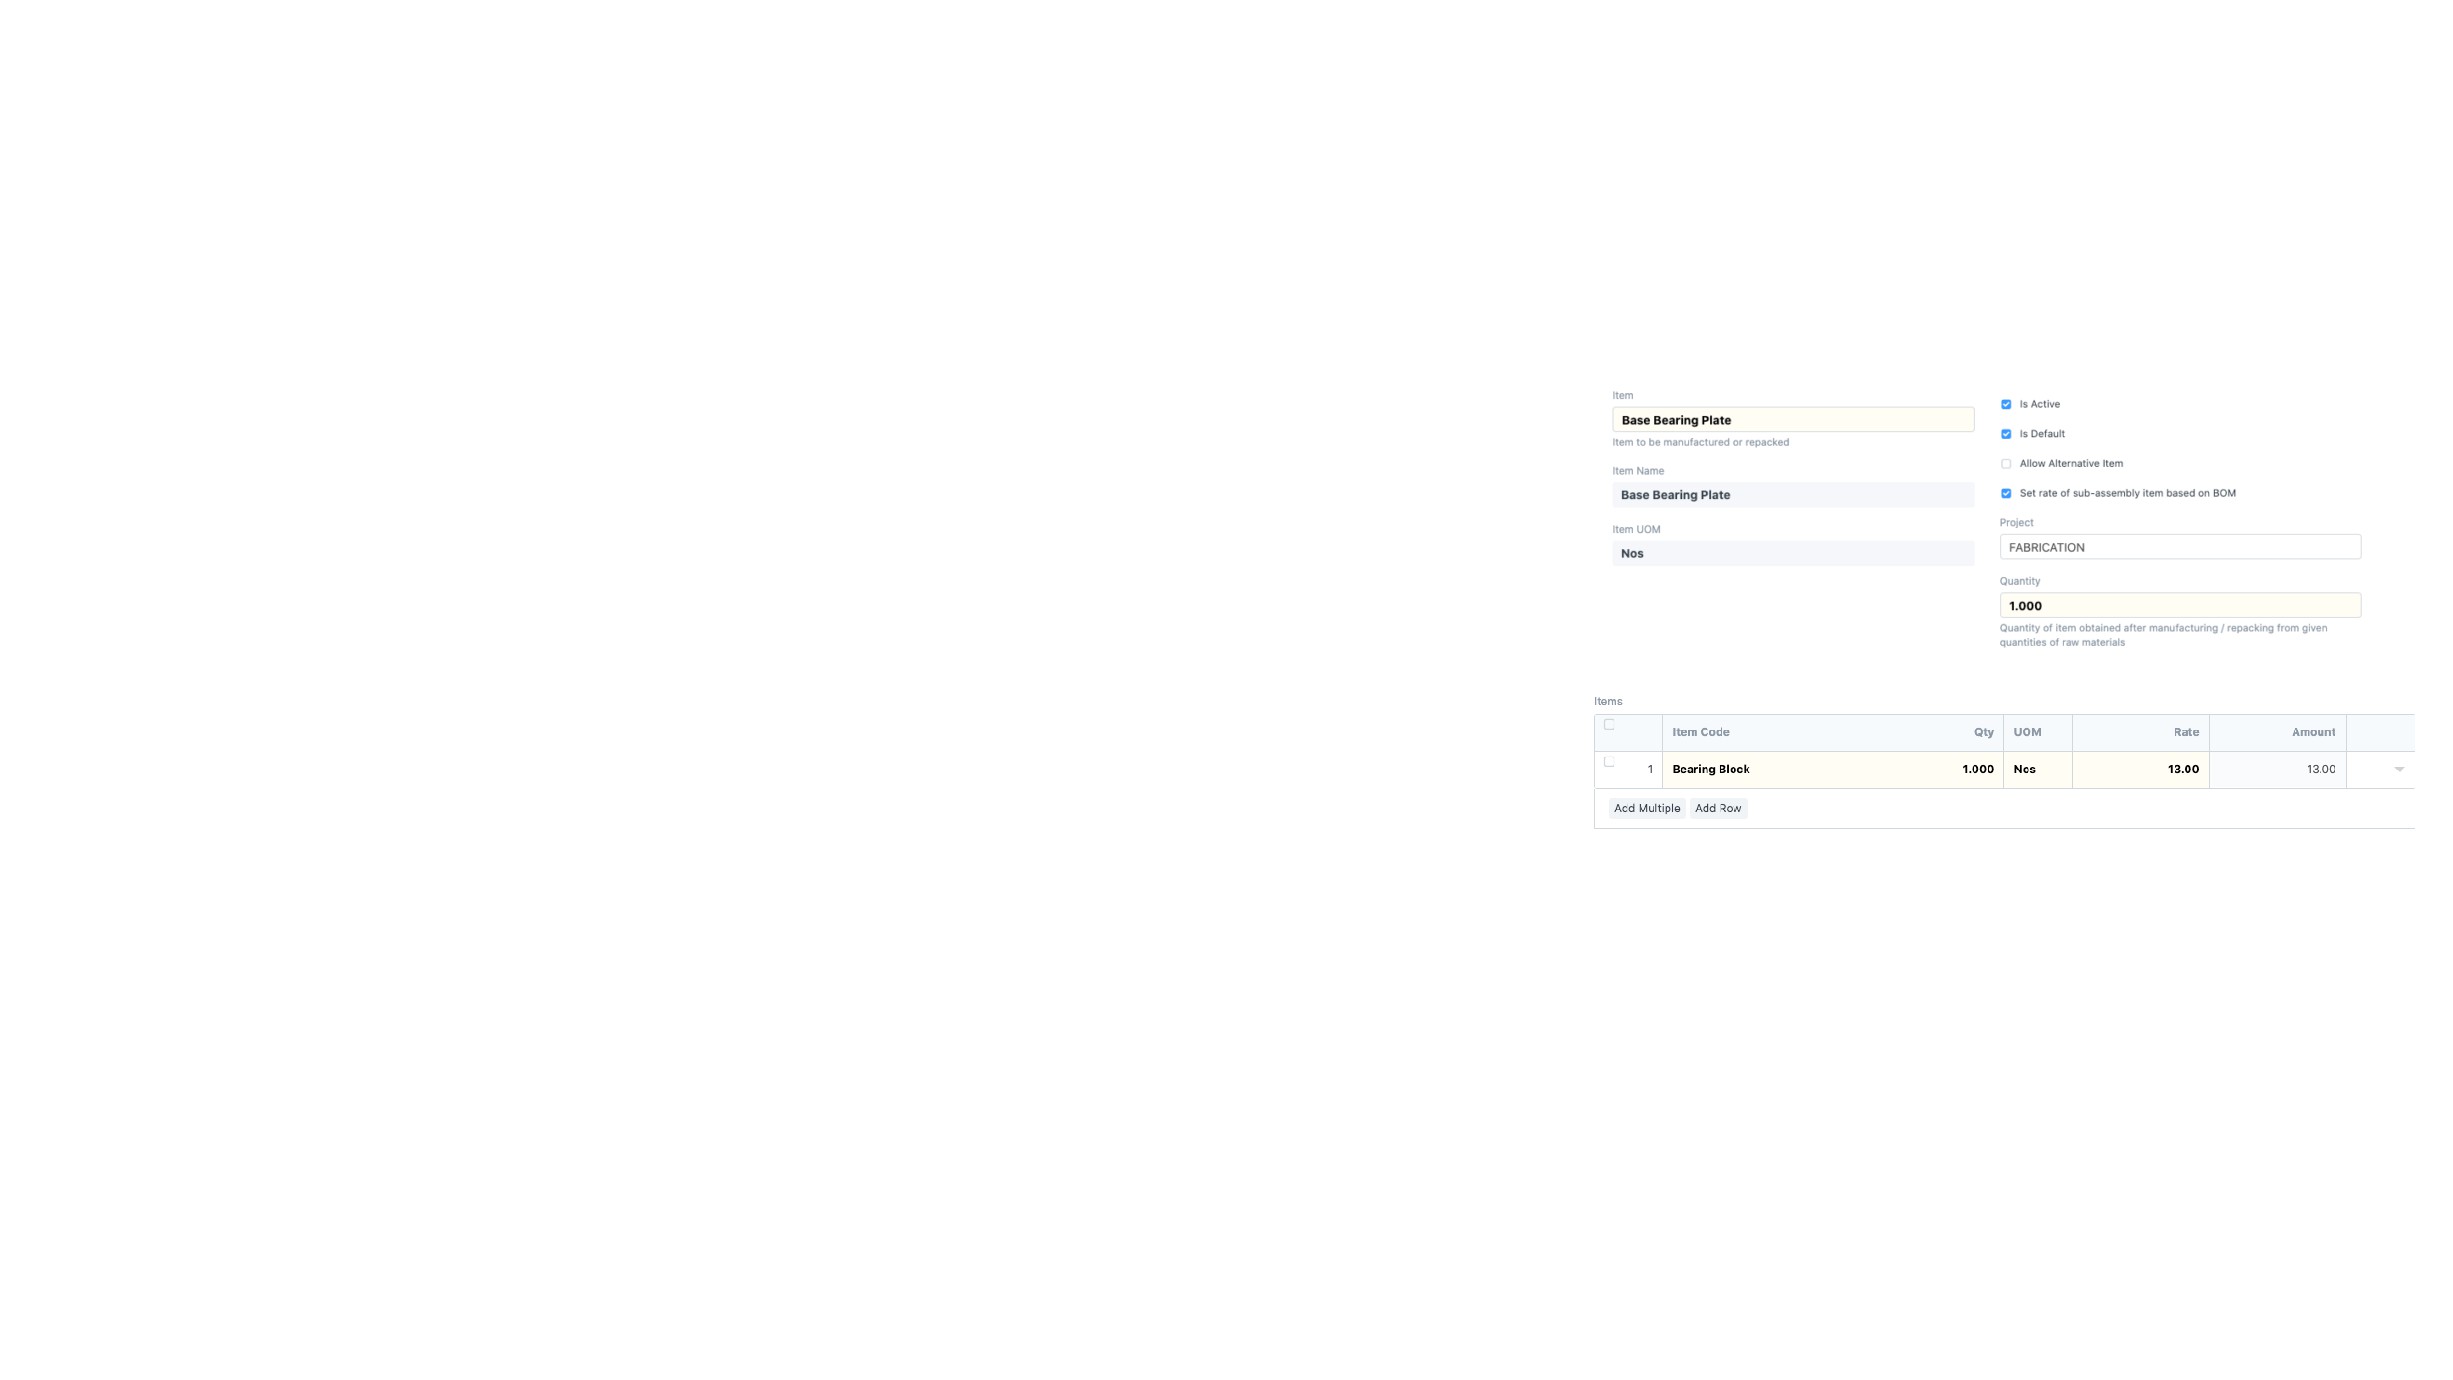 Item
Base Bearing Plate
Item to be manufactured or repacked
Item Name
Base Bearing Plate
Item UOM
Nos
Is Active
Is Default
Allow Alternative Item
Set rate of sub-assembly item based on BOM
Project
FABRICATION
Quantity
1.000
Quantity of item obtained after manufacturing / repacking from given
quantities of raw materials
Items
Item Code Qty UOM Rate Amount
1 Bearing Block 1.000 Nos 13.00 13.00
Add Multiple Add Row